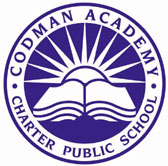 CODMAN ACADEMY
• CHARTER PUBLIC SCHOOL •